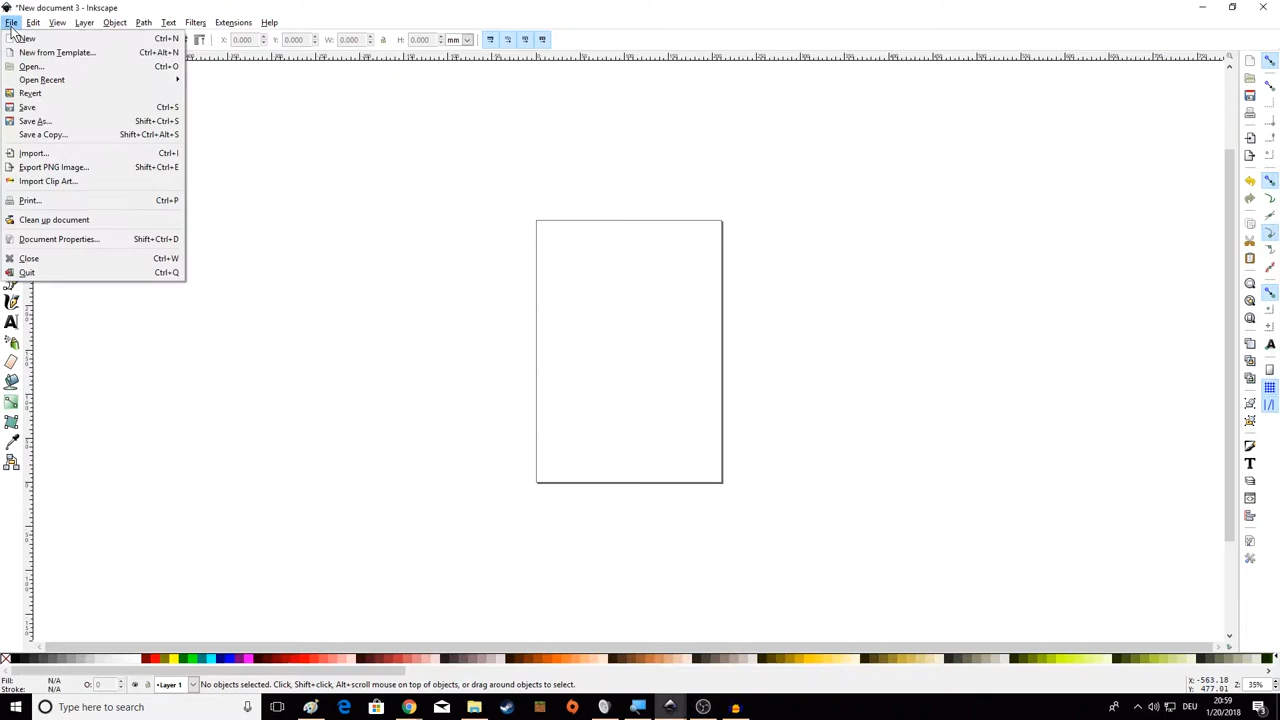 *New document 3 - Inkscape
File Edit View Layer Object Path Text Filters Extensions Help
New Ctrl+N
New from Template... Ctrl+Alt+N
Open... Ctrl+O
Open Recent
Revert
Save Ctrl+S
Save As... Shift+Ctrl+S
Save a Copy... Shift+Ctrl+Alt+S
Import... Ctrl+I
Export PNG Image... Shift+Ctrl+E
Import Clip Art...
Print... Ctrl+P
Clean up document
Document Properties... Shift+Ctrl+D
Close Ctrl+W
Quit Ctrl+Q
X: 0.000 Y: 0.000 W: 0.000 H: 0.000 mm
Fill: N/A
Stroke: N/A
O: 0
Layer 1
No objects selected. Click, Shift+click, Alt+scroll mouse on top of objects, or drag around objects to select.
X: -563.18
Y: 477.01
Z: 35%
Type here to search
DEU
20:59
1/20/2018